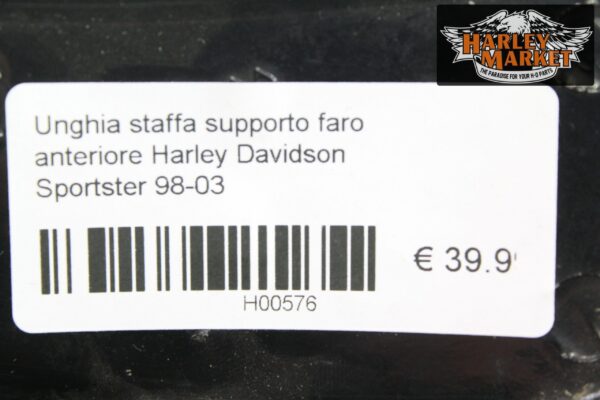 HARLEY
MARKET
THE PARADISE FOR YOUR H-D PARTS
Unghia staffa supporto faro
anteriore Harley Davidson
Sportster 98-03
€ 39.9
H00576